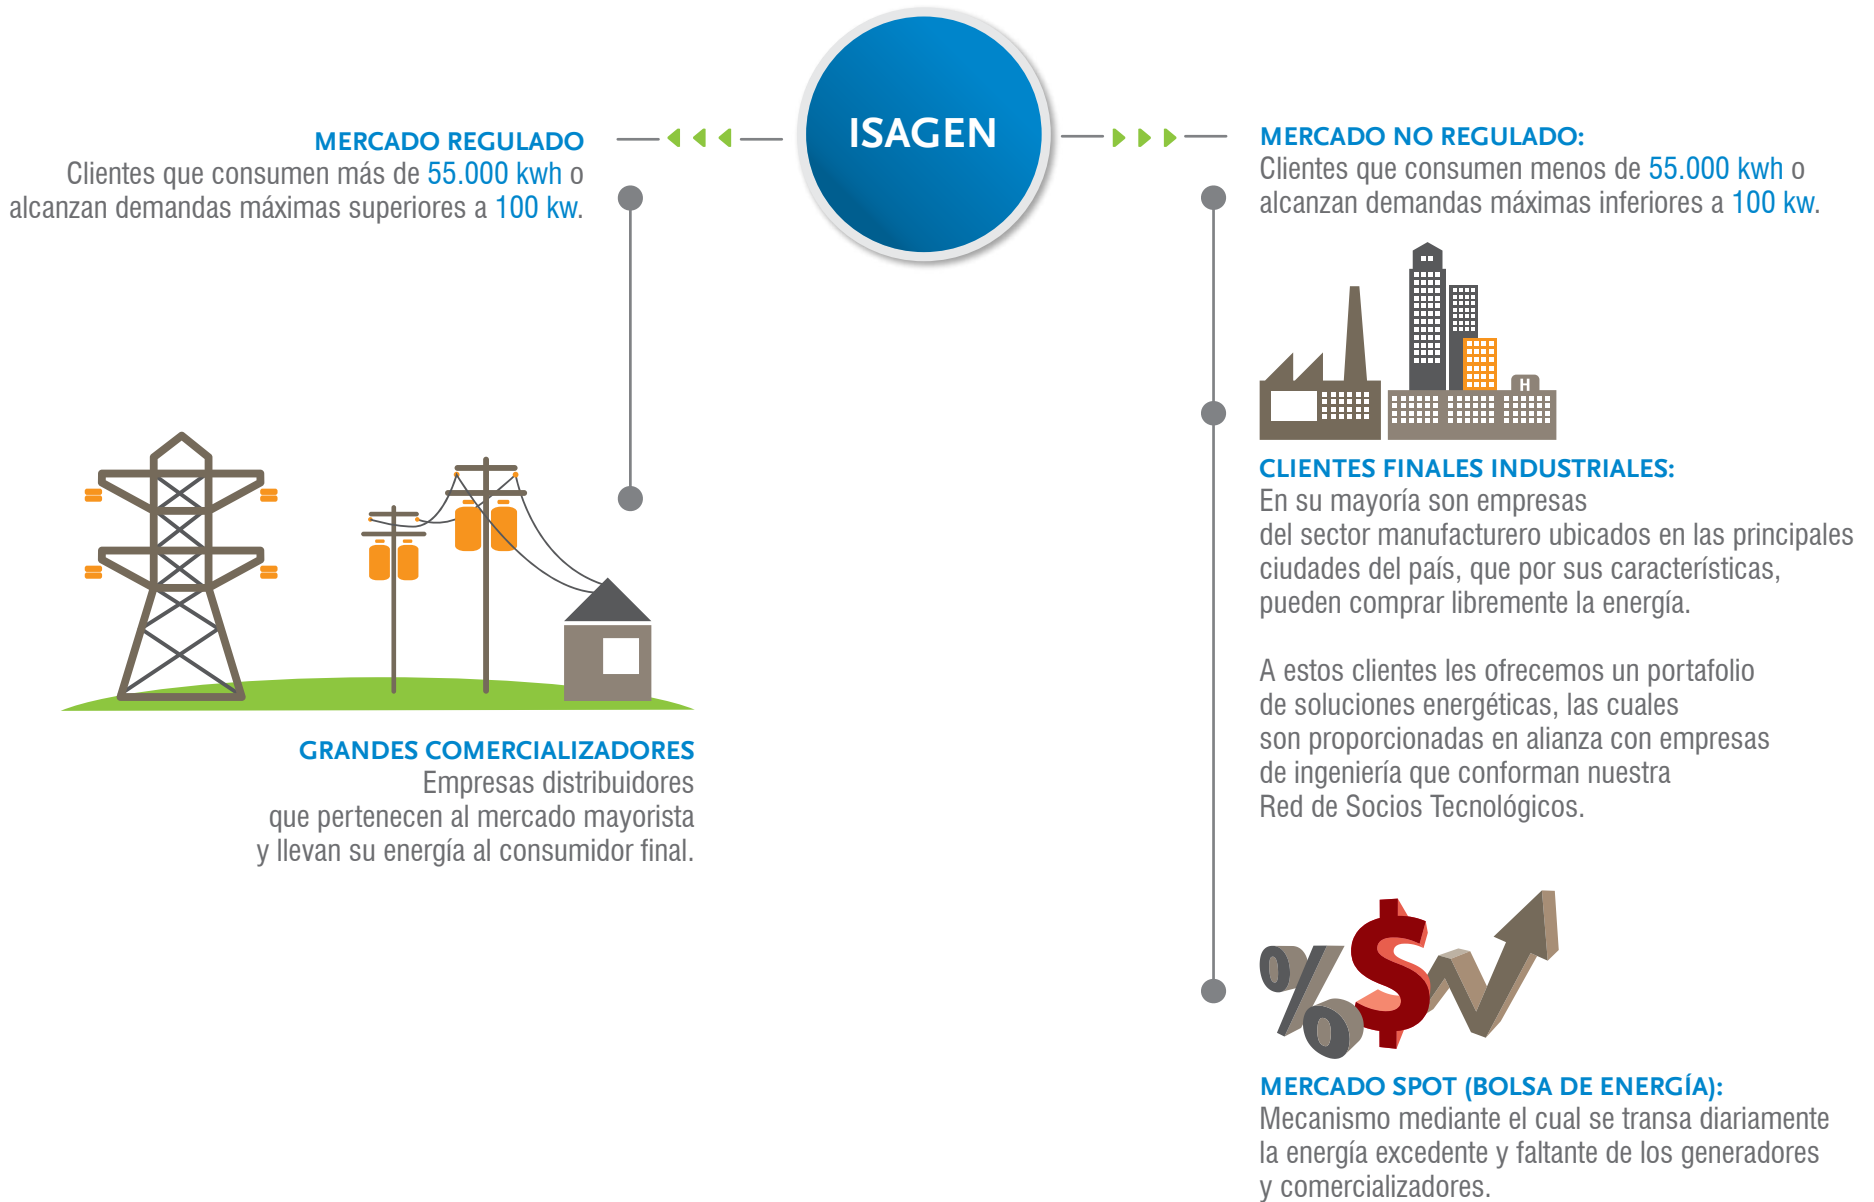 ISAGEN
MERCADO REGULADO
Clientes que consumen más de 55.000 kwh o
alcanzan demandas máximas superiores a 100 kw.
GRANDES COMERCIALIZADORES
Empresas distribuidores
que pertenecen al mercado mayorista
y llevan su energía al consumidor final.
MERCADO NO REGULADO:
Clientes que consumen menos de 55.000 kwh o
alcanzan demandas máximas inferiores a 100 kw.
H
CLIENTES FINALES INDUSTRIALES:
En su mayoría son empresas
del sector manufacturero ubicados en las principales
ciudades del país, que por sus características,
pueden comprar libremente la energía.
A estos clientes les ofrecemos un portafolio
de soluciones energéticas, las cuales
son proporcionadas en alianza con empresas
de ingeniería que conforman nuestra
Red de Socios Tecnológicos.
%$
MERCADO SPOT (BOLSA DE ENERGÍA):
Mecanismo mediante el cual se transa diariamente
la energía excedente y faltante de los generadores
y comercializadores.